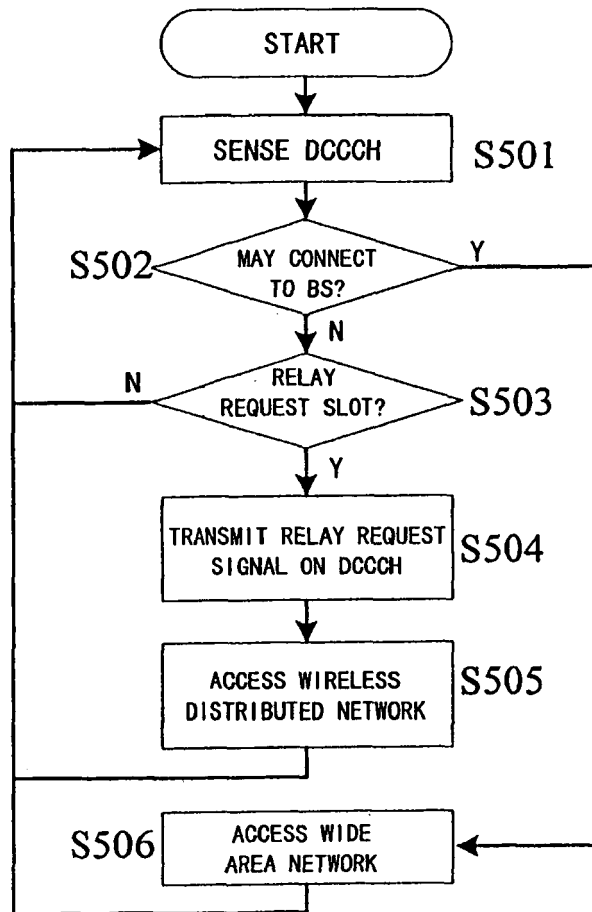 START
SENSE DCCCH
S501
S502
MAY CONNECT
TO BS?
Y
N
N
RELAY
REQUEST SLOT?
S503
Y
TRANSMIT RELAY REQUEST
SIGNAL ON DCCCH
S504
ACCESS WIRELESS
DISTRIBUTED NETWORK
S505
S506
ACCESS WIDE
AREA NETWORK